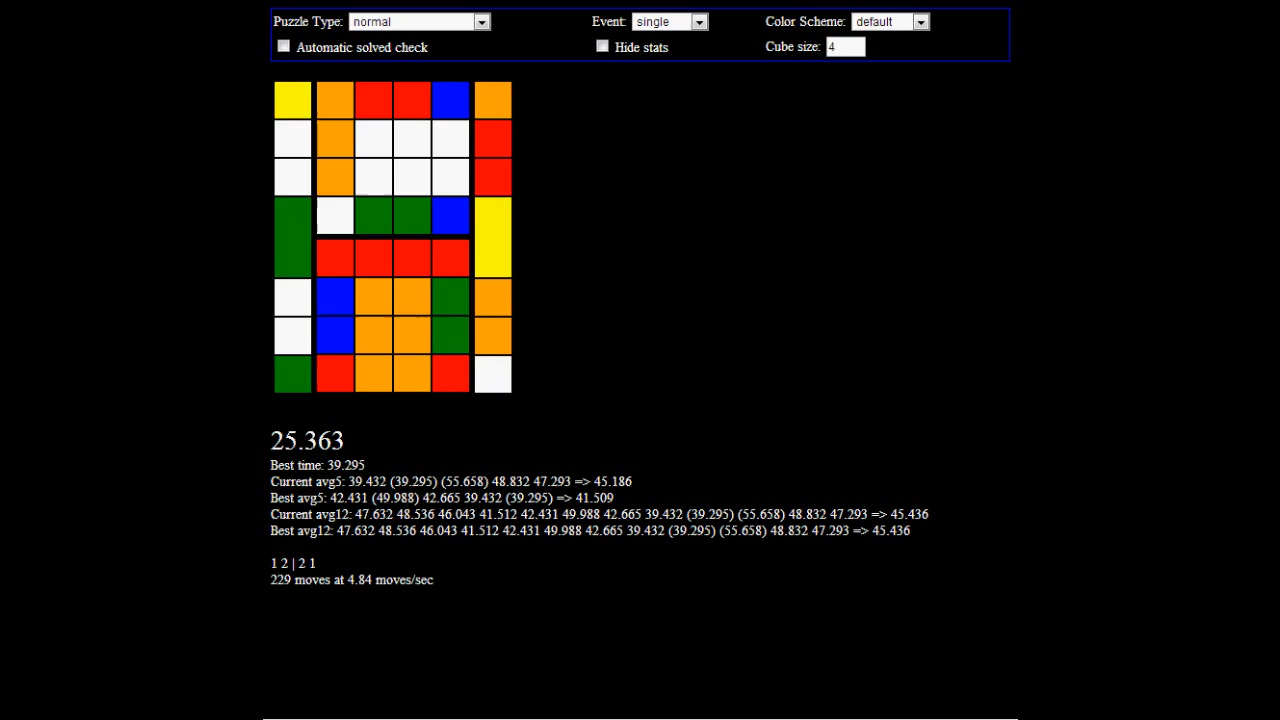 Puzzle Type: normal Event: single Color Scheme: default
Automatic solved check Hide stats Cube size: 4
25.363
Best time: 39.295
Current avg5: 39.432 (39.295) (55.658) 48.832 47.293 => 45.186
Best avg5: 42.431 (49.988) 42.665 39.432 (39.295) => 41.509
Current avg12: 47.632 48.536 46.043 41.512 42.431 49.988 42.665 39.432 (39.295) (55.658) 48.832 47.293 => 45.436
Best avg12: 47.632 48.536 46.043 41.512 42.431 49.988 42.665 39.432 (39.295) (55.658) 48.832 47.293 => 45.436
1 2 | 2 1
229 moves at 4.84 moves/sec